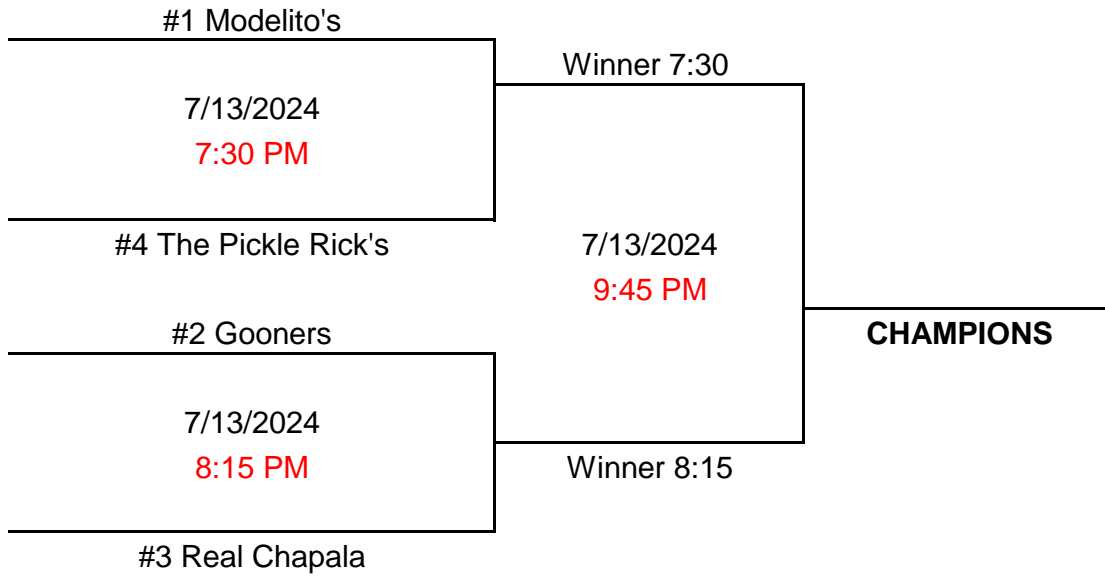 #1 Modelito's
Winner 7:30
7/13/2024
7:30 PM
#4 The Pickle Rick's
7/13/2024
9:45 PM
#2 Gooners
CHAMPIONS
7/13/2024
8:15 PM
Winner 8:15
#3 Real Chapala